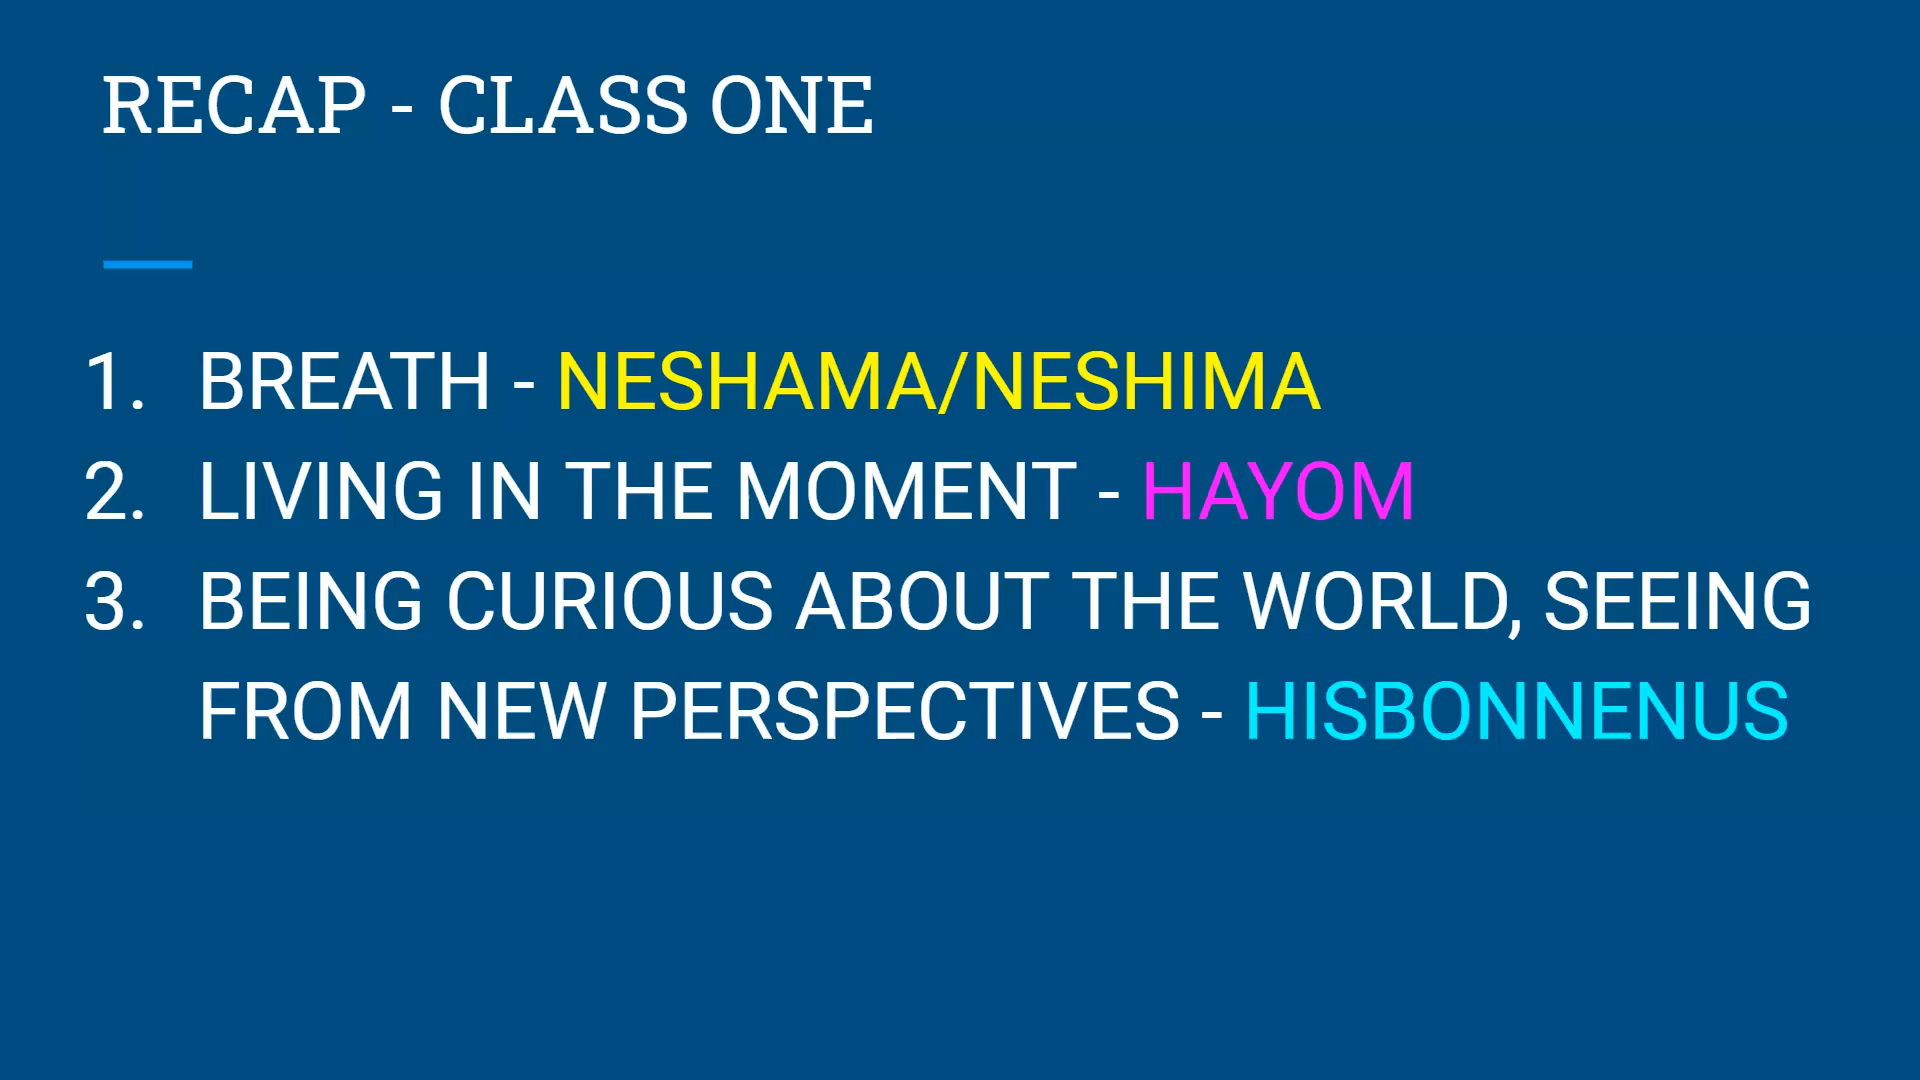 RECAP - CLASS ONE
1. BREATH - NESHAMA/NESHIMA
2. LIVING IN THE MOMENT - HAYOM
3. BEING CURIOUS ABOUT THE WORLD, SEEING
FROM NEW PERSPECTIVES - HISBONNENUS